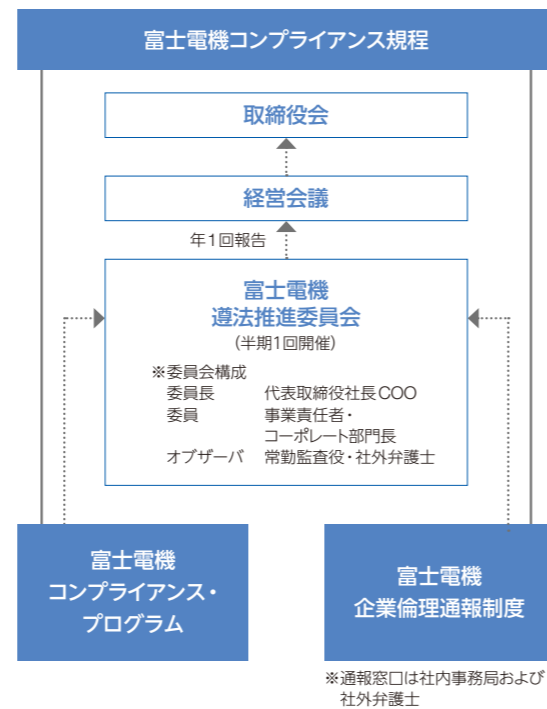 富士電機コンプライアンス規程
取締役会
経営会議
年1回報告
富士電機
遵法推進委員会
(半期1回開催)
※委員会構成
委員長 代表取締役社長COO
委員 事業責任者・
コーポレート部門長
オブザーバ 常勤監査役・社外弁護士
富士電機
コンプライアンス・
プログラム
富士電機
企業倫理通報制度
※通報窓口は社内事務局および
社外弁護士